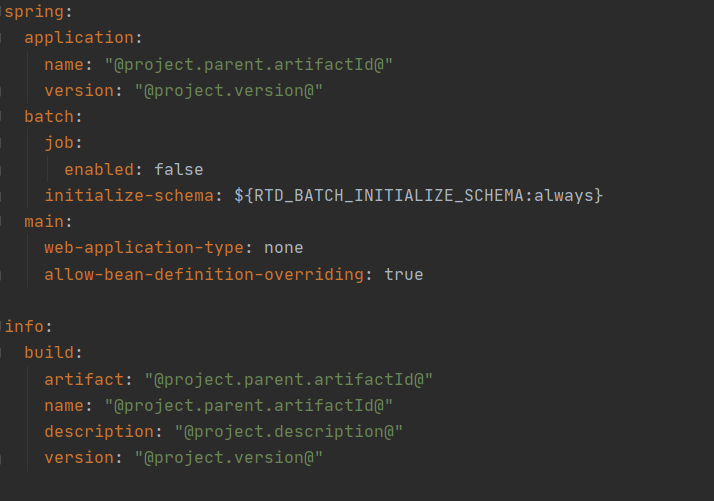 spring:
  application:
    name: "@project.parent.artifactId@"
    version: "@project.version@"
  batch:
    job:
      enabled: false
    initialize-schema: ${RTD_BATCH_INITIALIZE_SCHEMA:always}
  main:
    web-application-type: none
    allow-bean-definition-overriding: true

info:
  build:
    artifact: "@project.parent.artifactId@"
    name: "@project.parent.artifactId@"
    description: "@project.description@"
    version: "@project.version@"